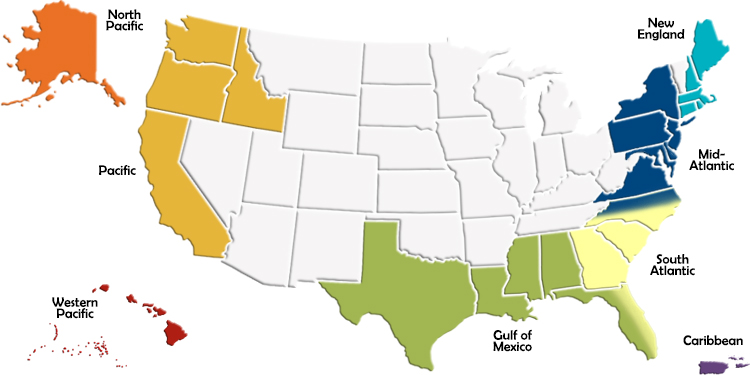 North
Pacific
New
England
Pacific
Mid-
Atlantic
South
Atlantic
Western
Pacific
Gulf of
Mexico
Caribbean